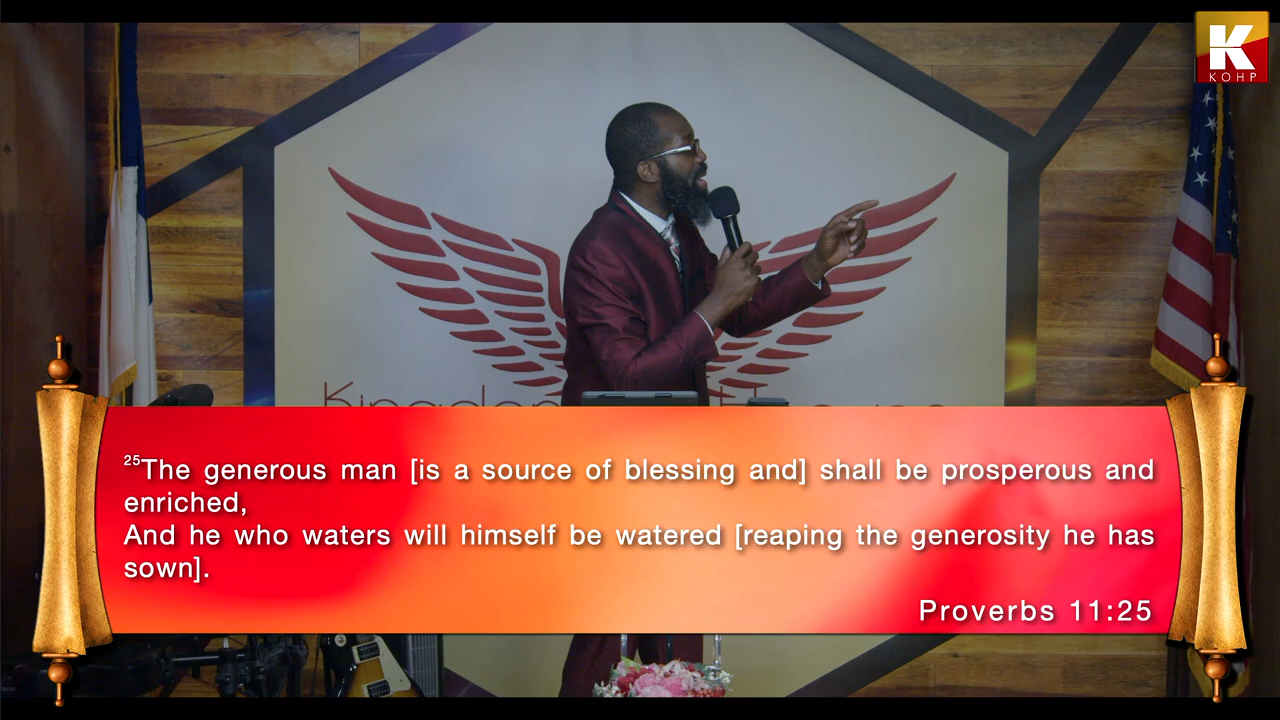 K
KOHP
Kingdom
25The generous man [is a source of blessing and] shall be prosperous and
enriched,
And he who waters will himself be watered [reaping the generosity he has
sown].
Proverbs 11:25